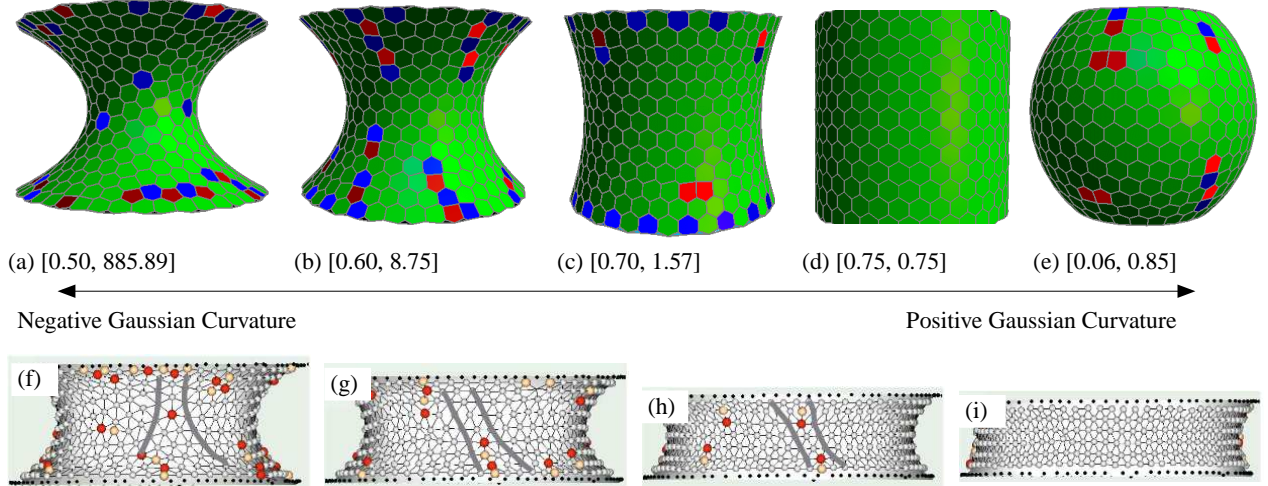 (a) [0.50, 885.89]
(b) [0.60, 8.75]
(c) [0.70, 1.57]
(d) [0.75, 0.75]
(e) [0.06, 0.85]
Negative Gaussian Curvature
Positive Gaussian Curvature
(f)
(g)
(h)
(i)